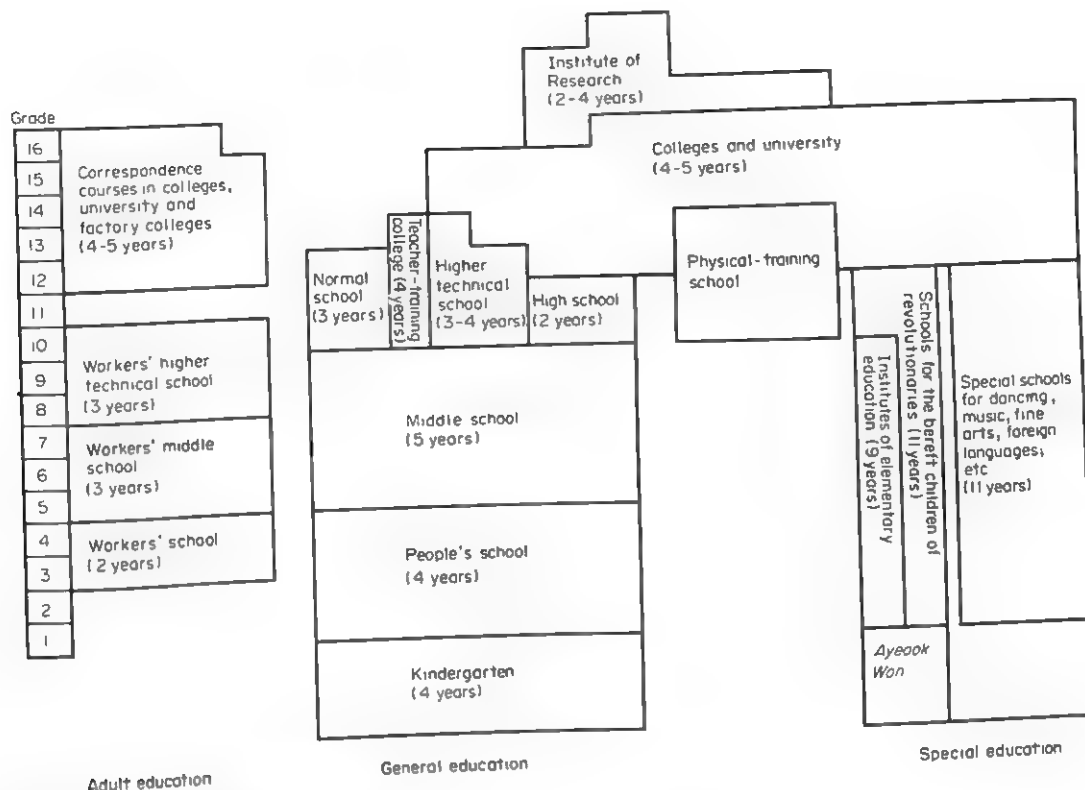 Grade
16
15
14
13
12
11
10
9
8
7
6
5
4
3
2
1
Correspondence
courses in colleges,
university and
factory colleges
(4-5 years)
Workers' higher
technical school
(3 years)
Workers' middle
school
(3 years)
Workers' school
(2 years)
Adult education
Institute of
Research
(2-4 years)
Colleges and university
(4-5 years)
Normal
school
(3 years)
Teacher-training
college (4 years)
Higher
technical
school
(3-4 years)
High school
(2 years)
Physical-training
school
Middle school
(5 years)
People's school
(4 years)
Kindergarten
(4 years)
General education
Institutes of elementary
education (9 years)
Schools for the bereft children of
revolutionaries (11 years)
Special schools
for dancing,
music, fine
arts, foreign
languages,
etc
(11 years)
Ayeook
Won
Special education